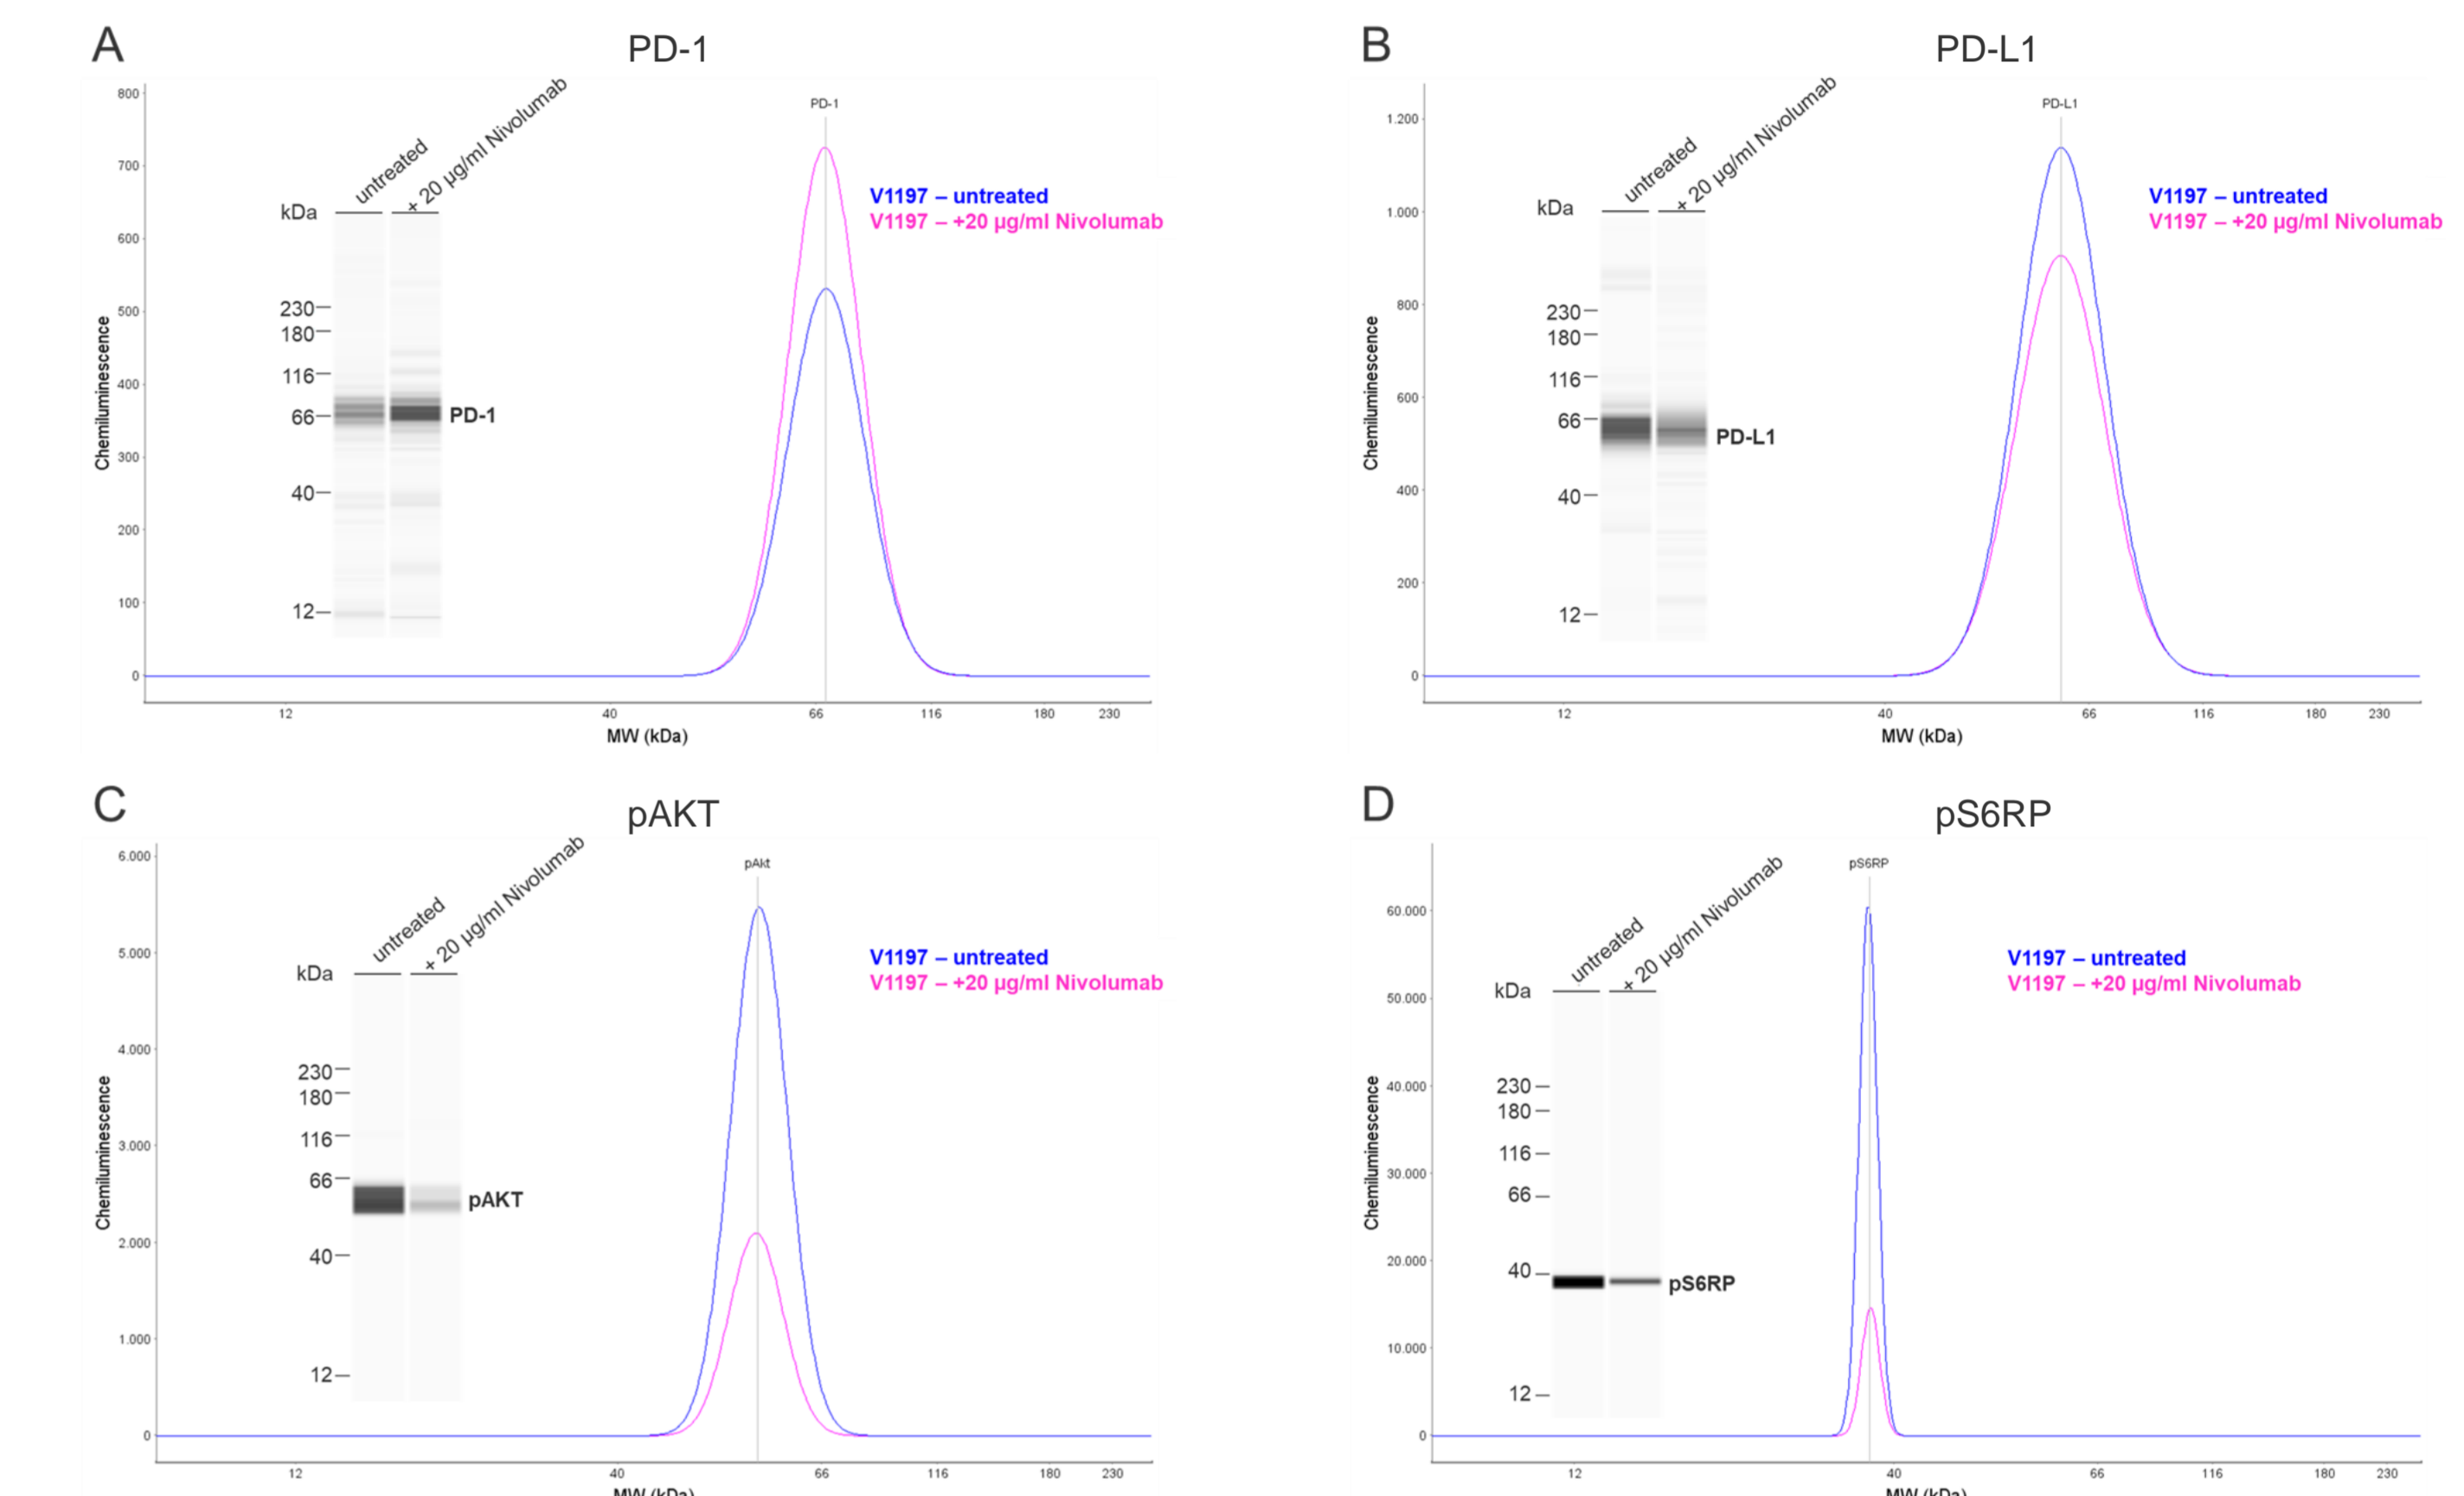 A
PD-1
800
700
600
500
400
300
200
100
0
Chemiluminescence
PD-1
untreated
+ 20 µg/ml Nivolumab
kDa
230
180
116
66
40
12
PD-1
V1197 – untreated
V1197 – +20 µg/ml Nivolumab
12 40 66 116 180 230
MW (kDa)
B
PD-L1
1.200
1.000
800
600
400
200
0
Chemiluminescence
PD-L1
untreated
+ 20 µg/ml Nivolumab
kDa
230
180
116
66
40
12
PD-L1
V1197 – untreated
V1197 – +20 µg/ml Nivolumab
12 40 66 116 180 230
MW (kDa)
C
pAKT
6.000
5.000
4.000
3.000
2.000
1.000
0
Chemiluminescence
pAkt
untreated
+ 20 µg/ml Nivolumab
kDa
230
180
116
66
40
12
pAKT
V1197 – untreated
V1197 – +20 µg/ml Nivolumab
12 40 66 116 180 230
MW (kDa)
D
pS6RP
60.000
50.000
40.000
30.000
20.000
10.000
0
Chemiluminescence
pS6RP
untreated
+ 20 µg/ml Nivolumab
kDa
230
180
116
66
40
12
pS6RP
V1197 – untreated
V1197 – +20 µg/ml Nivolumab
12 40 66 116 180 230
MW (kDa)